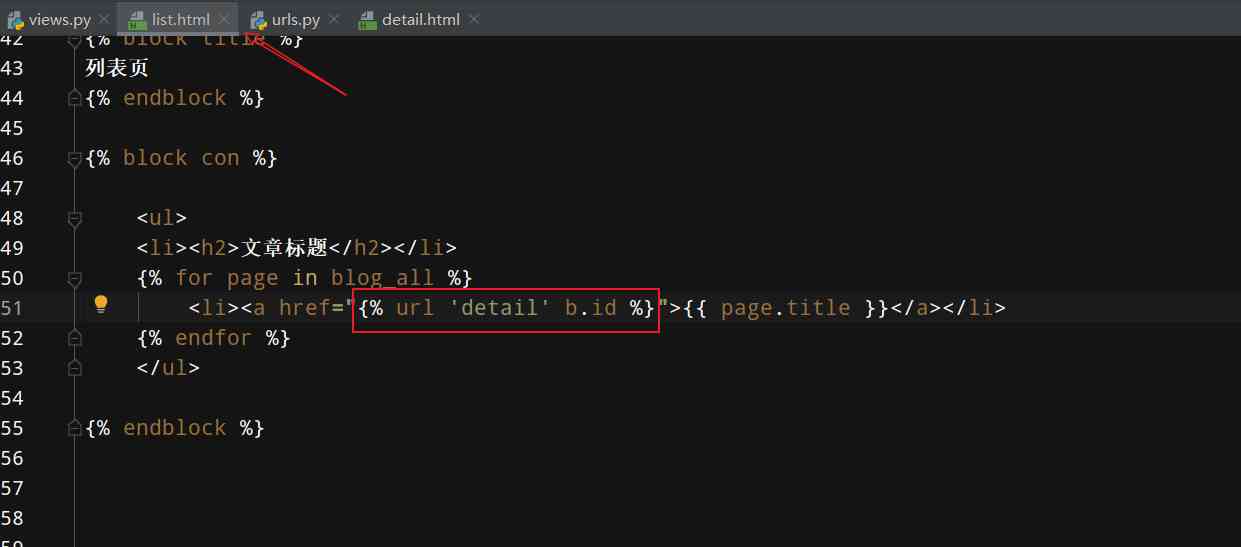 views.py list.html urls.py detail.html
42 {% block title %}
43 列表页
44 {% endblock %}
45
46 {% block con %}
47
48 <ul>
49 <li><h2>文章标题</h2></li>
50 {% for page in blog_all %}
51 <li><a href="{% url 'detail' b.id %}">{{ page.title }}</a></li>
52 {% endfor %}
53 </ul>
54
55 {% endblock %}
56
57
58
59